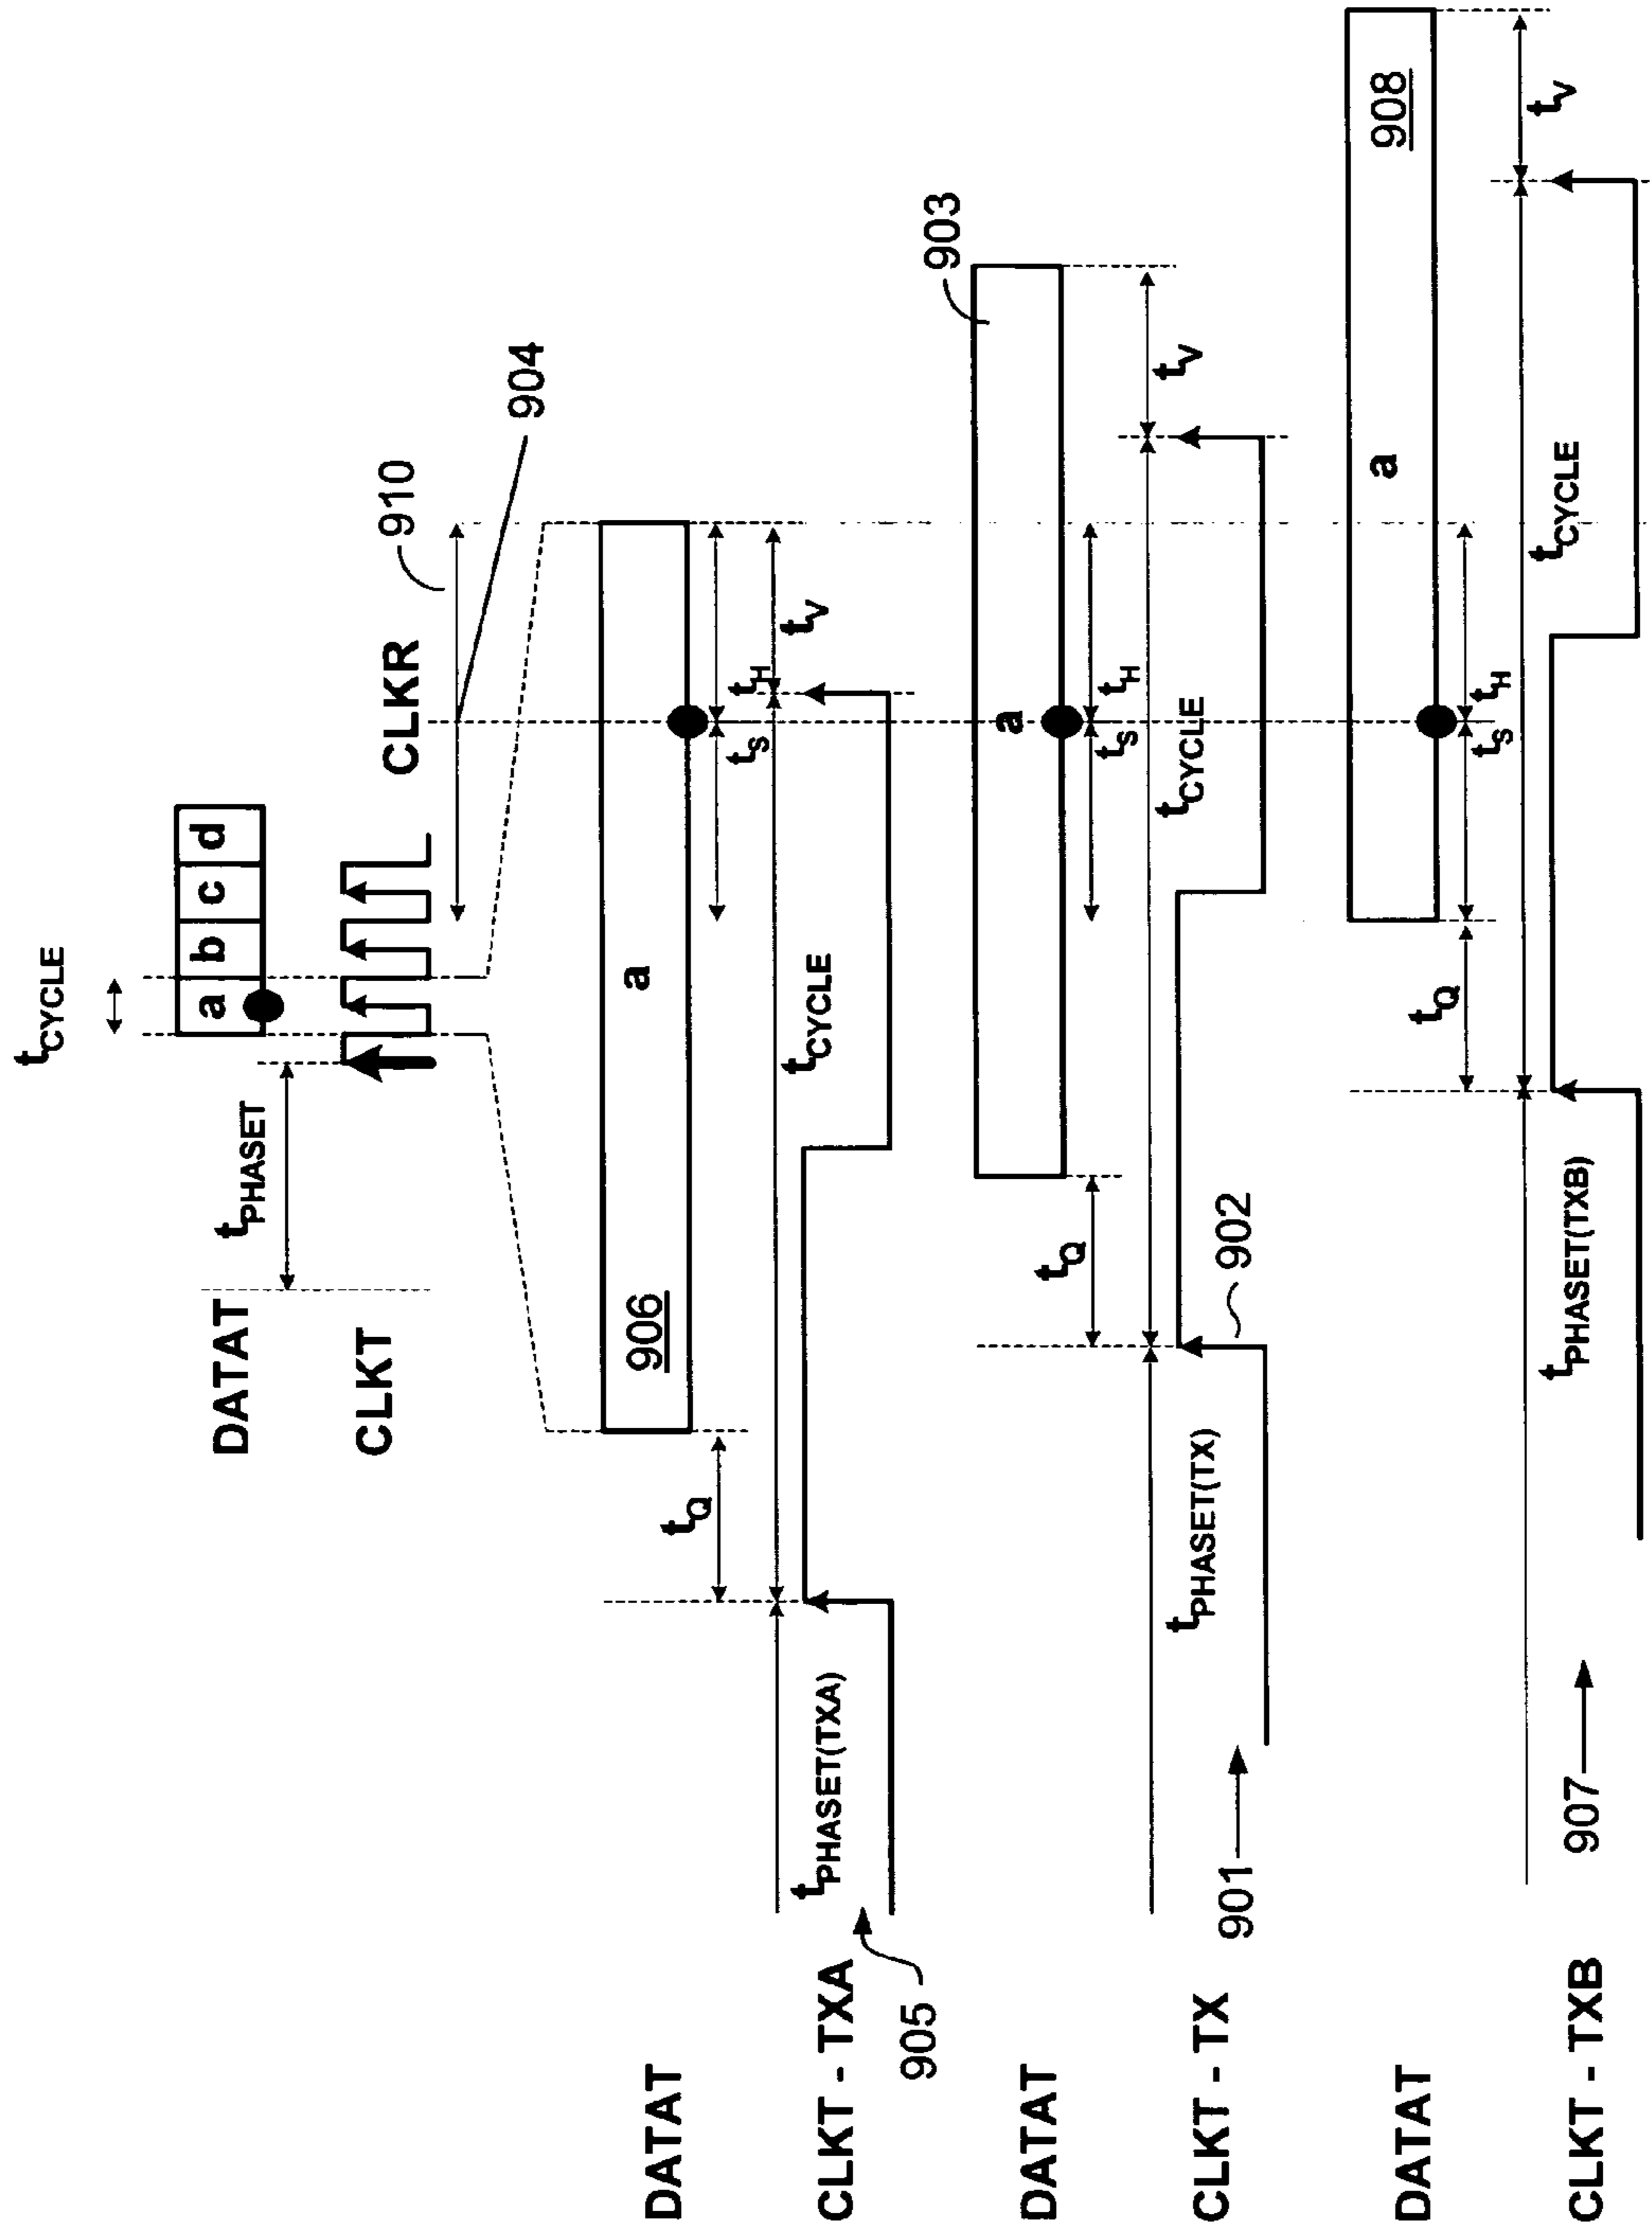 tCYCLE
DATAT
a b c d
tPHASET
CLKT
CLKR
910
904
DATAT
906
a
tQ
tS
tH
tV
CLKT - TXA
tPHASET(TXA)
tCYCLE
905
DATAT
903
a
tQ
tS
tH
tV
CLKT - TX
tPHASET(TX)
tCYCLE
901
902
DATAT
a
908
tQ
tS
tH
tV
CLKT - TXB
tPHASET(TXB)
tCYCLE
907